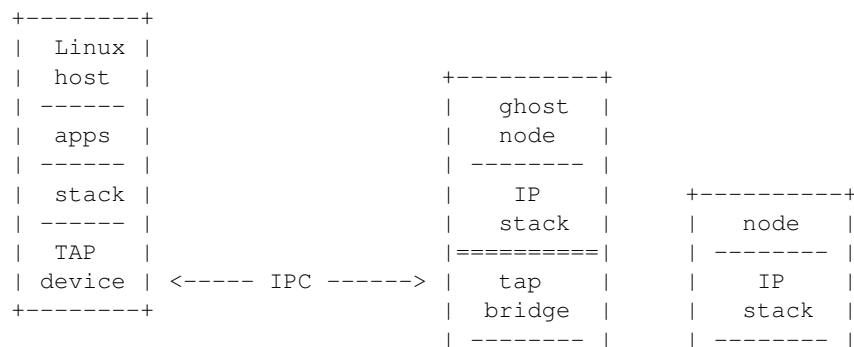 +--------+
|  Linux |
|  host  |                    +----------+
| ------ |                    |   ghost  |
|  apps  |                    |   node   |
| ------ |                    | -------- |
|  stack |                    |    IP    |     +----------+
| ------ |                    |   stack  |     |   node   |
|  TAP   |                    |==========|     | -------- |
| device | <----- IPC ------> |   tap    |     |    IP    |
+--------+                    |  bridge  |     |   stack  |
                              | -------- |     | -------- |